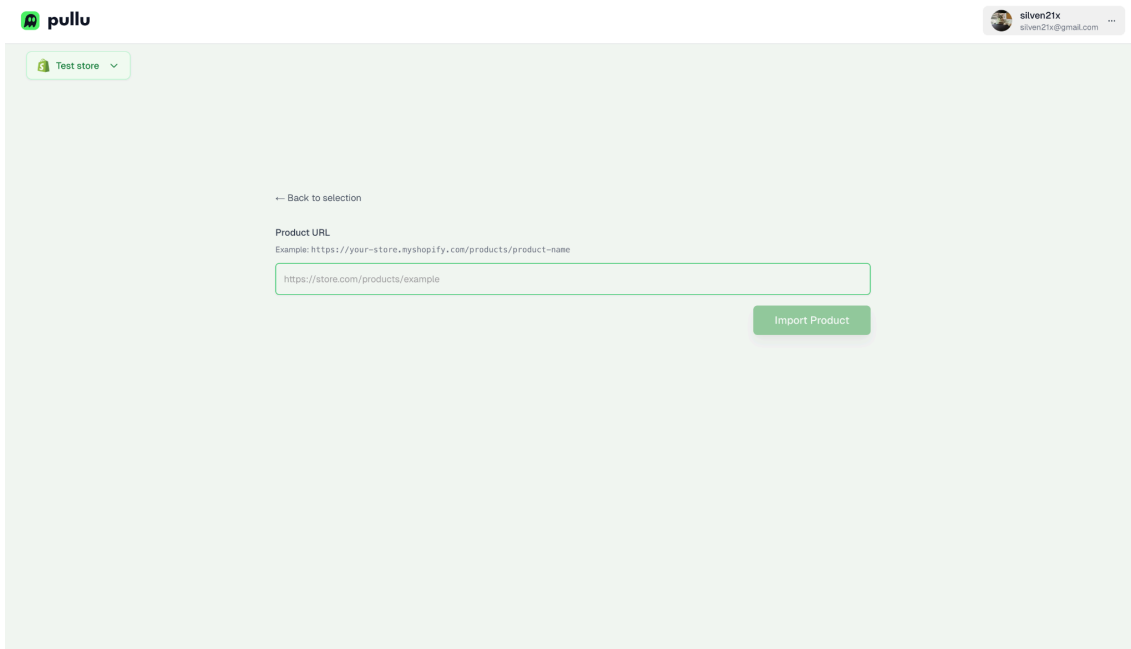 pullu
silven21x
silven21x@gmail.com
Test store
← Back to selection
Product URL
Example: https://your-store.myshopify.com/products/product-name
https://store.com/products/example
Import Product